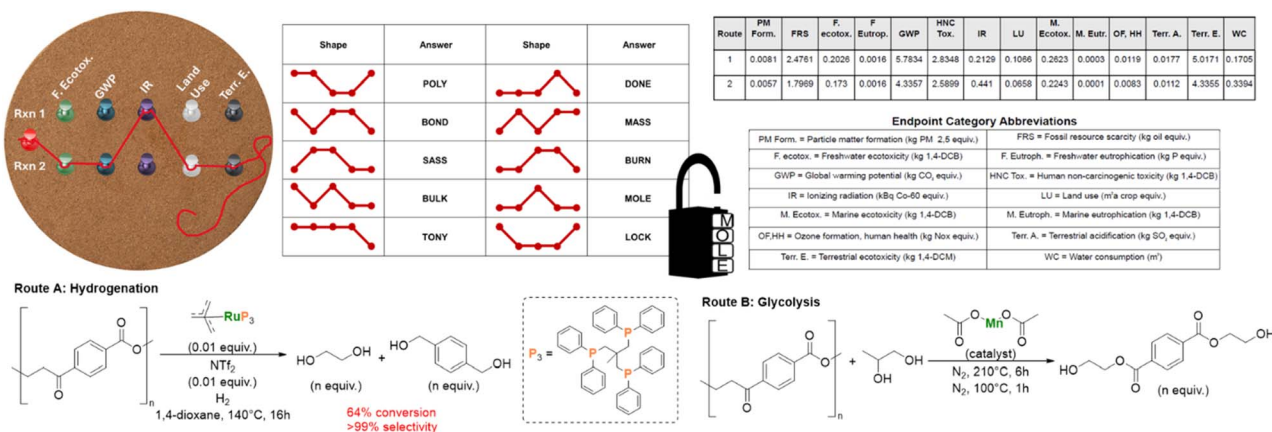 F. Ecotox.
GWP
IR
Land
Use
Terr. E.
Rxn 1
Rxn 2
Shape Answer Shape Answer
POLY DONE
BOND MASS
SASS BURN
BULK MOLE
TONY LOCK
M
O
L
E
Route PM Form. FRS F. ecotox. F Eutrop. GWP HNC Tox. IR LU M. Ecotox. M. Eutr. OF, HH Terr. A. Terr. E. WC
1 0.0081 2.4761 0.2026 0.0016 5.7834 2.8348 0.2129 0.1066 0.2623 0.0003 0.0119 0.0177 5.0171 0.1705
2 0.0057 1.7969 0.173 0.0016 4.3357 2.5899 0.441 0.0658 0.2243 0.0001 0.0083 0.0112 4.3355 0.3394
Endpoint Category Abbreviations
PM Form. = Particle matter formation (kg PM 2,5 equiv.) FRS = Fossil resource scarcity (kg oil equiv.)
F. ecotox. = Freshwater ecotoxicity (kg 1,4-DCB) F. Eutroph. = Freshwater eutrophication (kg P equiv.)
GWP = Global warming potential (kg CO₂ equiv.) HNC Tox. = Human non-carcinogenic toxicity (kg 1,4-DCB)
IR = Ionizing radiation (kBq Co-60 equiv.) LU = Land use (m²a crop equiv.)
M. Ecotox. = Marine ecotoxicity (kg 1,4-DCB) M. Eutroph. = Marine eutrophication (kg 1,4-DCB)
OF,HH = Ozone formation, human health (kg Nox equiv.) Terr. A. = Terrestrial acidification (kg SO₂ equiv.)
Terr. E. = Terrestrial ecotoxicity (kg 1,4-DCM) WC = Water consumption (m³)
Route A: Hydrogenation
O
O
O
n
RuP₃
(0.01 equiv.)
NTf₂
(0.01 equiv.)
H₂
1,4-dioxane, 140°C, 16h
HO OH
(n equiv.)
+
HO OH
(n equiv.)
64% conversion
>99% selectivity
P₃ =
P
P
P
Route B: Glycolysis
O
O
O
n
+
OH
OH
O O Mn O O
(catalyst)
N₂, 210°C, 6h
N₂, 100°C, 1h
HO O O O O OH
(n equiv.)